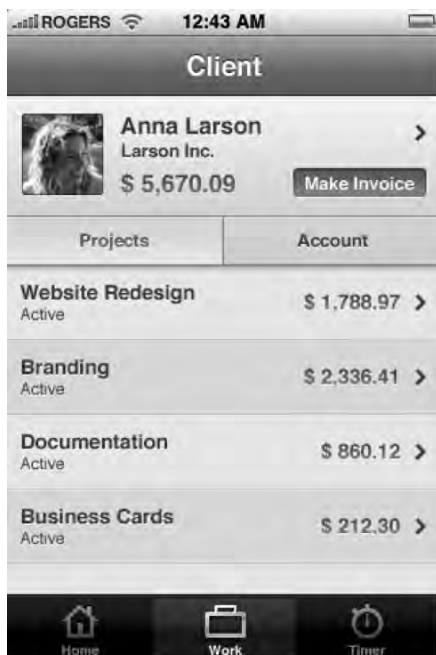 ROGERS 12:43 AM
Client
Anna Larson
Larson Inc.
$ 5,670.09 Make Invoice
Projects Account
Website Redesign
Active
$ 1,788.97
Branding
Active
$ 2,336.41
Documentation
Active
$ 860.12
Business Cards
Active
$ 212.30
Home Work Timer